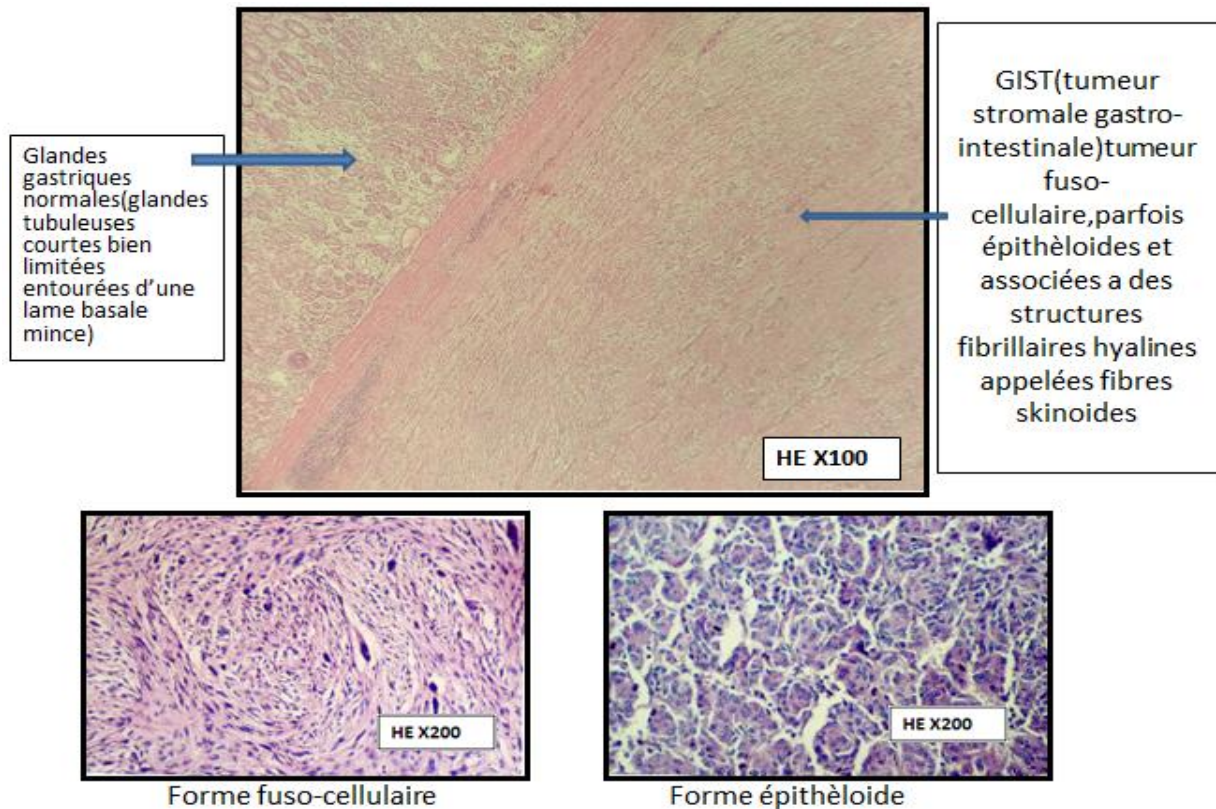 Glandes
gastriques
normales(glandes
tubuleuses
courtes bien
limitées
entourées d'une
lame basale
mince)
GIST(tumeur
stromale gastro-
intestinale)tumeur
fuso-
cellulaire,parfois
épithèloides et
associées a des
structures
fibrillaires hyalines
appelées fibres
skinoides
HE X100
HE X200
HE X200
Forme fuso-cellulaire
Forme épithèloide